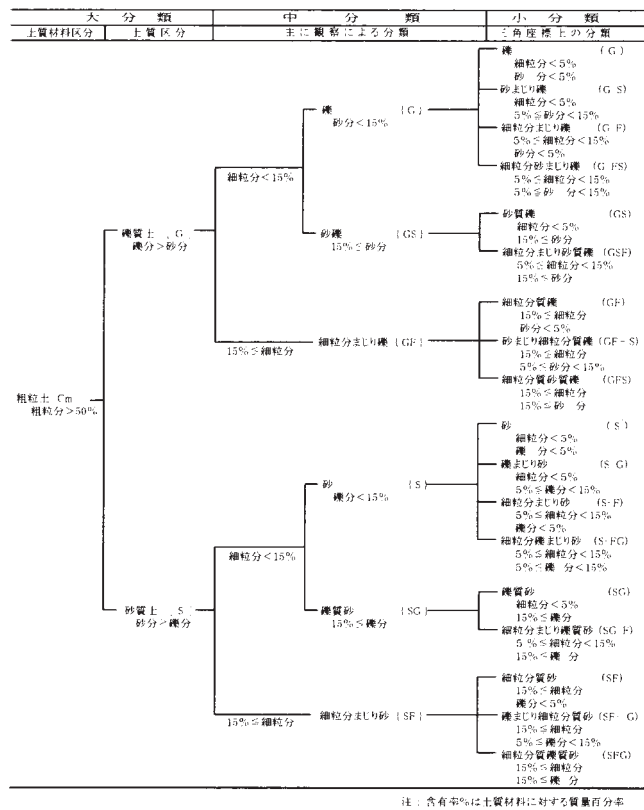 大分類 中分類 小分類
土質材料区分 土質区分 主に観察による分類 三角座標上の分類
粗粒土 Cm
粗粒分>50%
礫質土 [G]
礫分>砂分
細粒分<15%
礫 {G}
砂分<15%
礫 (G)
細粒分<5%
砂 分<5%
砂まじり礫 (G-S)
細粒分<5%
5%≦砂分<15%
細粒分まじり礫 (G-F)
5%≦細粒分<15%
砂分<5%
細粒分砂まじり礫 (G-FS)
5%≦細粒分<15%
5%≦砂 分<15%
砂礫 {GS}
15%≦砂分
砂質礫 (GS)
細粒分<5%
15%≦砂分
細粒分まじり砂質礫 (GSF)
5%≦細粒分<15%
15%≦砂分
15%≦細粒分
細粒分まじり礫 {GF}
細粒分質礫 (GF)
15%≦細粒分
砂分<5%
砂まじり細粒分質礫 (GF-S)
15%≦細粒分
5%≦砂分<15%
細粒分質砂質礫 (GFS)
15%≦細粒分
15%≦砂 分
砂質土 [S]
砂分≧礫分
細粒分<15%
砂 {S}
礫分<15%
砂 (S)
細粒分<5%
礫 分<5%
礫まじり砂 (S-G)
細粒分<5%
5%≦礫分<15%
細粒分まじり砂 (S-F)
5%≦細粒分<15%
礫分<5%
細粒分礫まじり砂 (S-FG)
5%≦細粒分<15%
5%≦礫 分<15%
礫質砂 {SG}
15%≦礫分
礫質砂 (SG)
細粒分<5%
15%≦礫分
細粒分まじり礫質砂 (SG-F)
5%≦細粒分<15%
15%≦礫 分
15%≦細粒分
細粒分まじり砂 {SF}
細粒分質砂 (SF)
15%≦細粒分
礫分<5%
礫まじり細粒分質砂 (SF-G)
15%≦細粒分
5%≦礫分<15%
細粒分質礫質砂 (SFG)
15%≦細粒分
15%≦礫 分
注:含有率%は土質材料に対する質量百分率